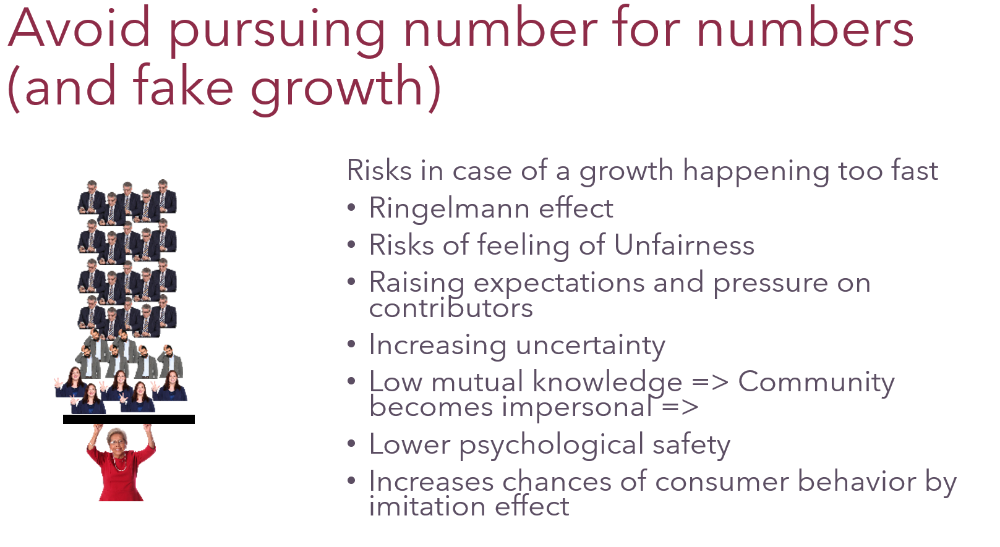 Avoid pursuing number for numbers
(and fake growth)
Risks in case of a growth happening too fast
• Ringelmann effect
• Risks of feeling of Unfairness
• Raising expectations and pressure on
contributors
• Increasing uncertainty
• Low mutual knowledge => Community
becomes impersonal =>
• Lower psychological safety
• Increases chances of consumer behavior by
imitation effect